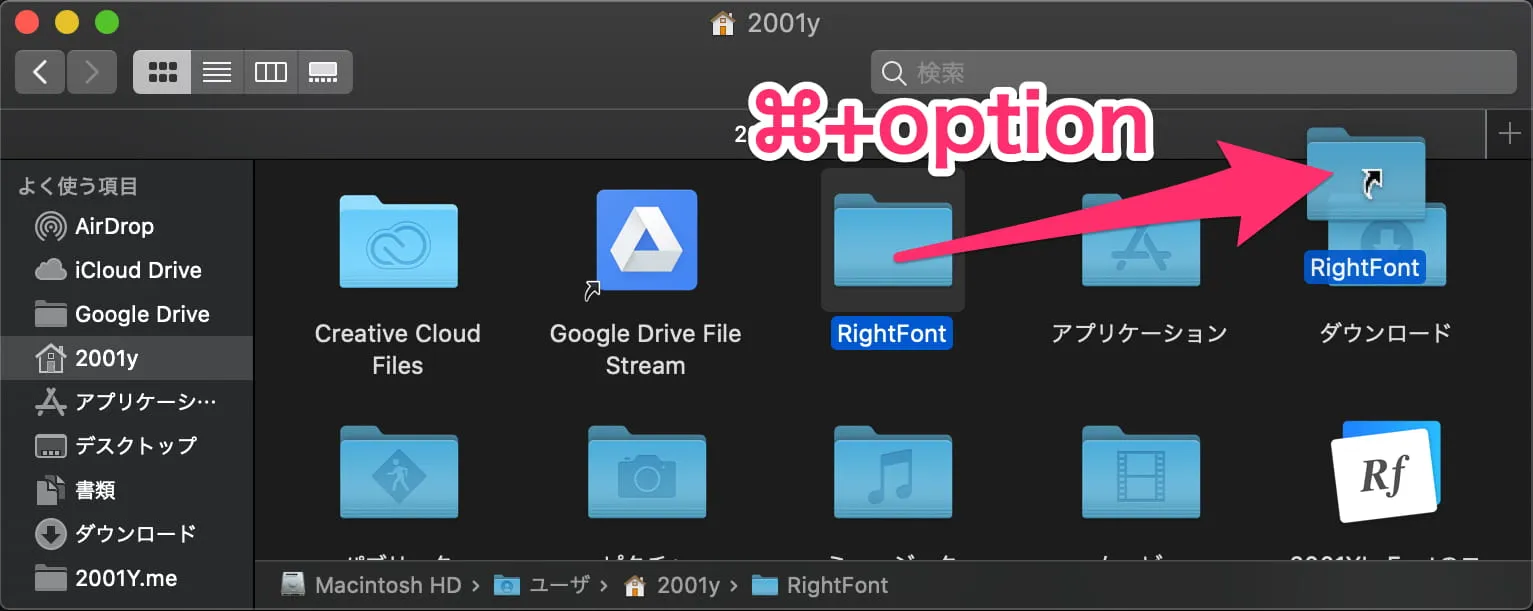 2001y
検索
2
⌘+option
よく使う項目
AirDrop
iCloud Drive
Google Drive
2001y
アプリケーシ…
デスクトップ
書類
ダウンロード
2001Y.me
Creative Cloud
Files
Google Drive File
Stream
RightFont
アプリケーション
ダウンロード
RightFont
Rf
Macintosh HD › ユーザ › 2001y › RightFont